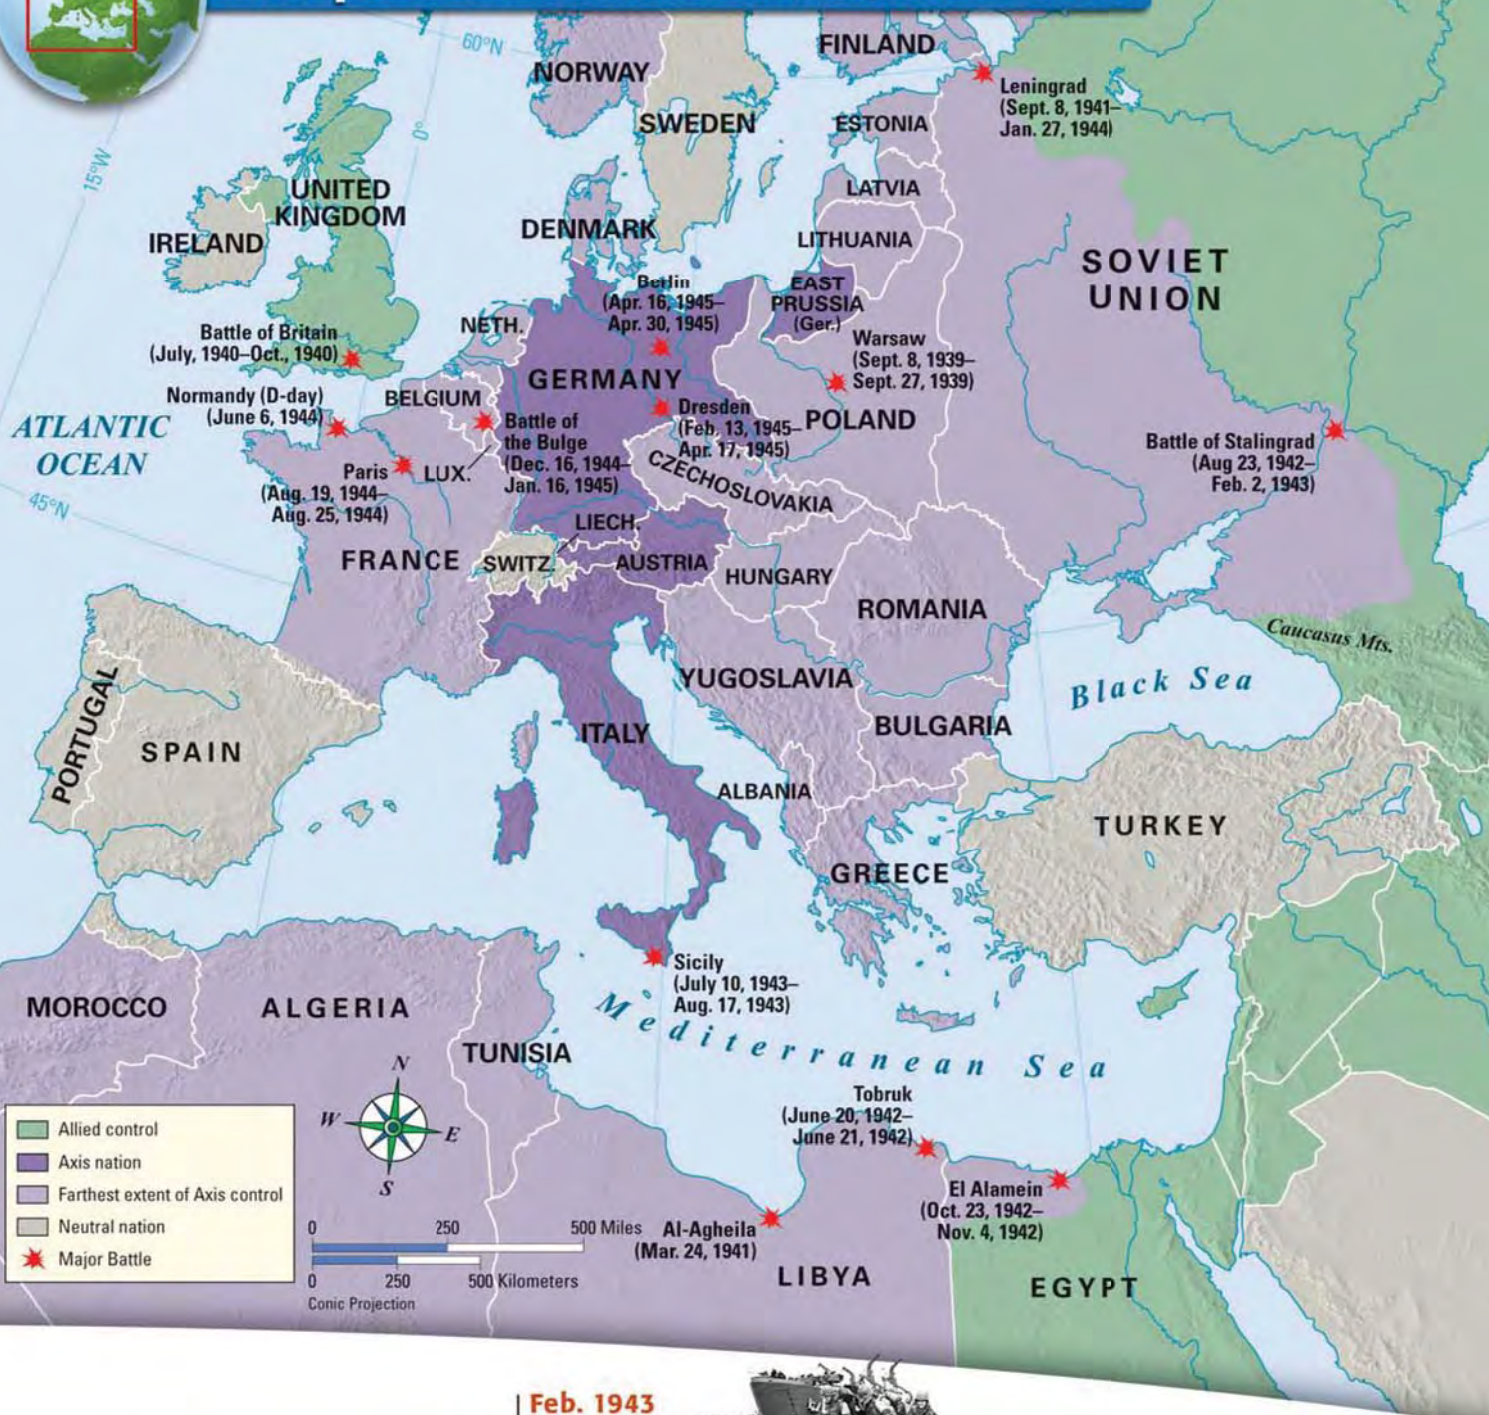 60°N
0°
15°W
45°N
NORWAY
SWEDEN
FINLAND
Leningrad
(Sept. 8, 1941–
Jan. 27, 1944)
ESTONIA
LATVIA
LITHUANIA
UNITED
KINGDOM
IRELAND
DENMARK
SOVIET
UNION
EAST
PRUSSIA
(Ger.)
Berlin
(Apr. 16, 1945–
Apr. 30, 1945)
NETH.
Battle of Britain
(July, 1940–Oct., 1940)
Warsaw
(Sept. 8, 1939–
Sept. 27, 1939)
GERMANY
Normandy (D-day)
(June 6, 1944)
BELGIUM
Battle of
the Bulge
(Dec. 16, 1944–
Jan. 16, 1945)
Dresden
(Feb. 13, 1945–
Apr. 17, 1945)
POLAND
ATLANTIC
OCEAN
Battle of Stalingrad
(Aug 23, 1942–
Feb. 2, 1943)
Paris
(Aug. 19, 1944–
Aug. 25, 1944)
LUX.
CZECHOSLOVAKIA
LIECH.
FRANCE
SWITZ.
AUSTRIA
HUNGARY
ROMANIA
Caucasus Mts.
Black Sea
YUGOSLAVIA
BULGARIA
PORTUGAL
SPAIN
ITALY
ALBANIA
TURKEY
GREECE
Sicily
(July 10, 1943–
Aug. 17, 1943)
Mediterranean Sea
MOROCCO
ALGERIA
TUNISIA
Tobruk
(June 20, 1942–
June 21, 1942)
El Alamein
(Oct. 23, 1942–
Nov. 4, 1942)
Al-Agheila
(Mar. 24, 1941)
LIBYA
EGYPT
N
W
E
S
Allied control
Axis nation
Farthest extent of Axis control
Neutral nation
Major Battle
0 250 500 Miles
0 250 500 Kilometers
Conic Projection
Feb. 1943